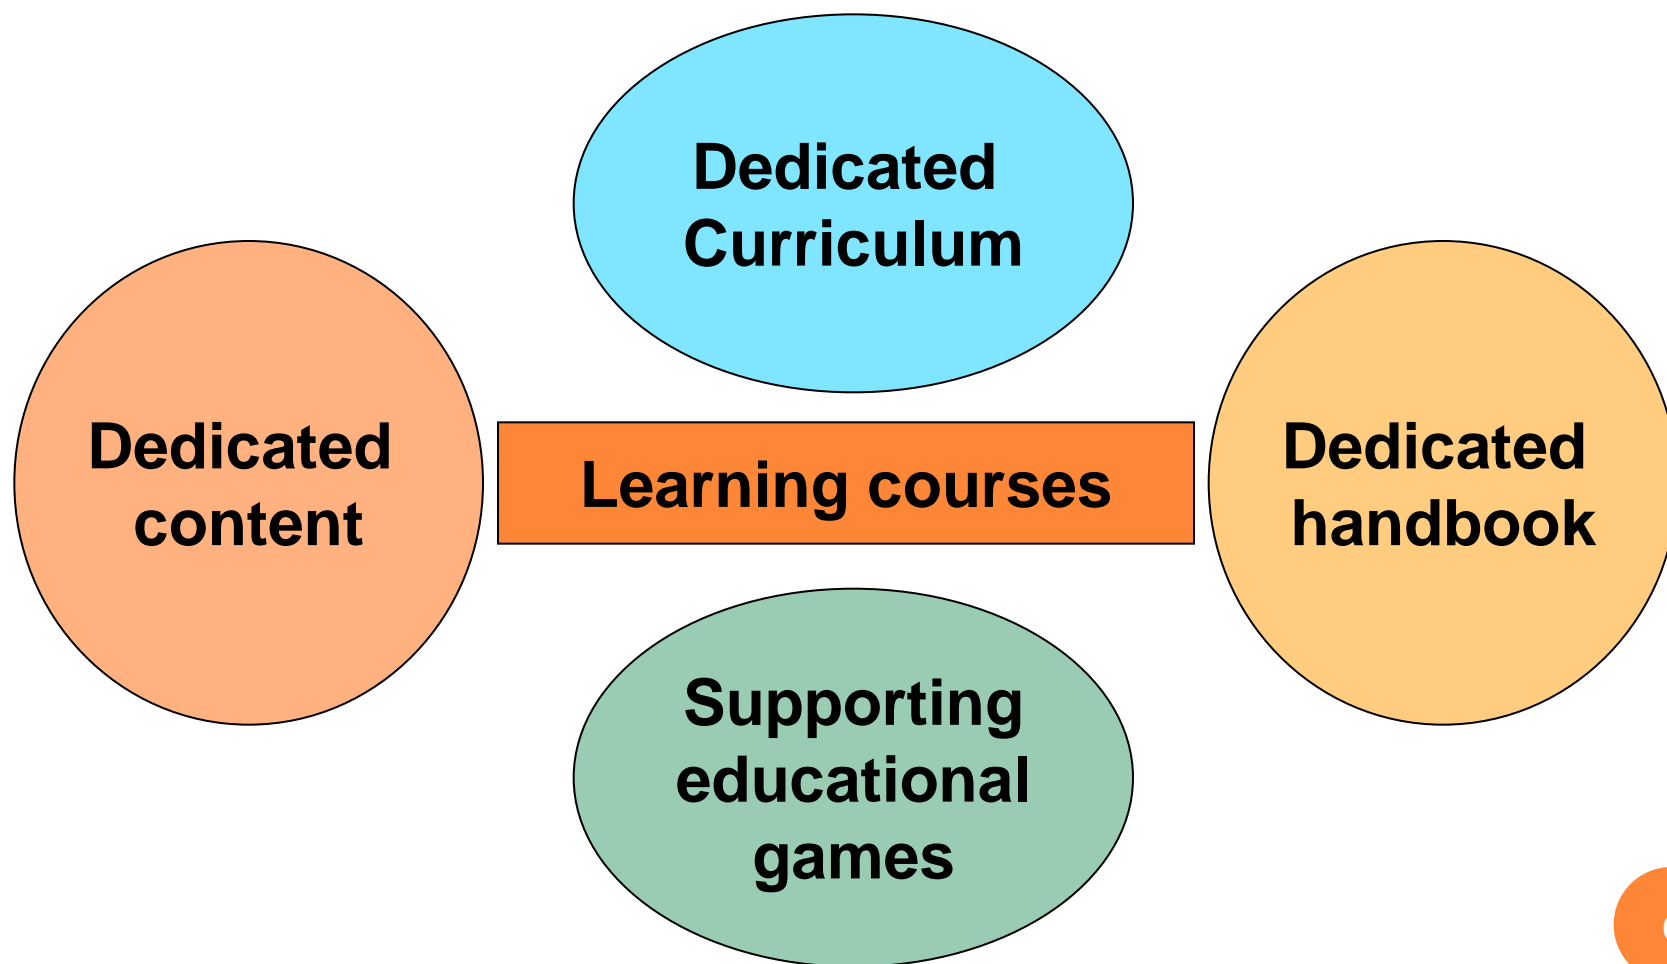 Dedicated
Curriculum
Dedicated
content
Learning courses
Dedicated
handbook
Supporting
educational
games